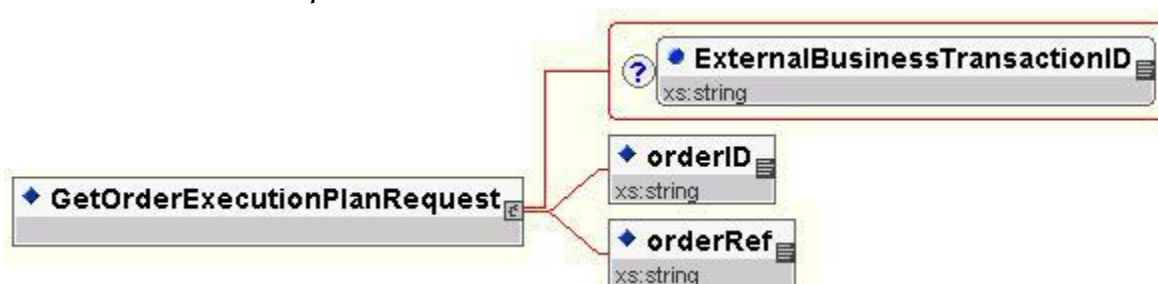 ?
ExternalBusinessTransactionID
xs:string
orderID
xs:string
GetOrderExecutionPlanRequest
orderRef
xs:string